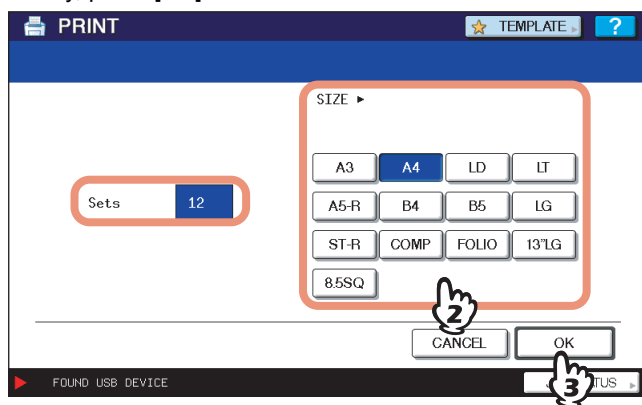 PRINT
TEMPLATE
?
SIZE
A3 A4 LD LT
Sets 12
A5-R B4 B5 LG
ST-R COMP FOLIO 13"LG
8.5SQ
2
CANCEL OK
3
FOUND USB DEVICE
TUS